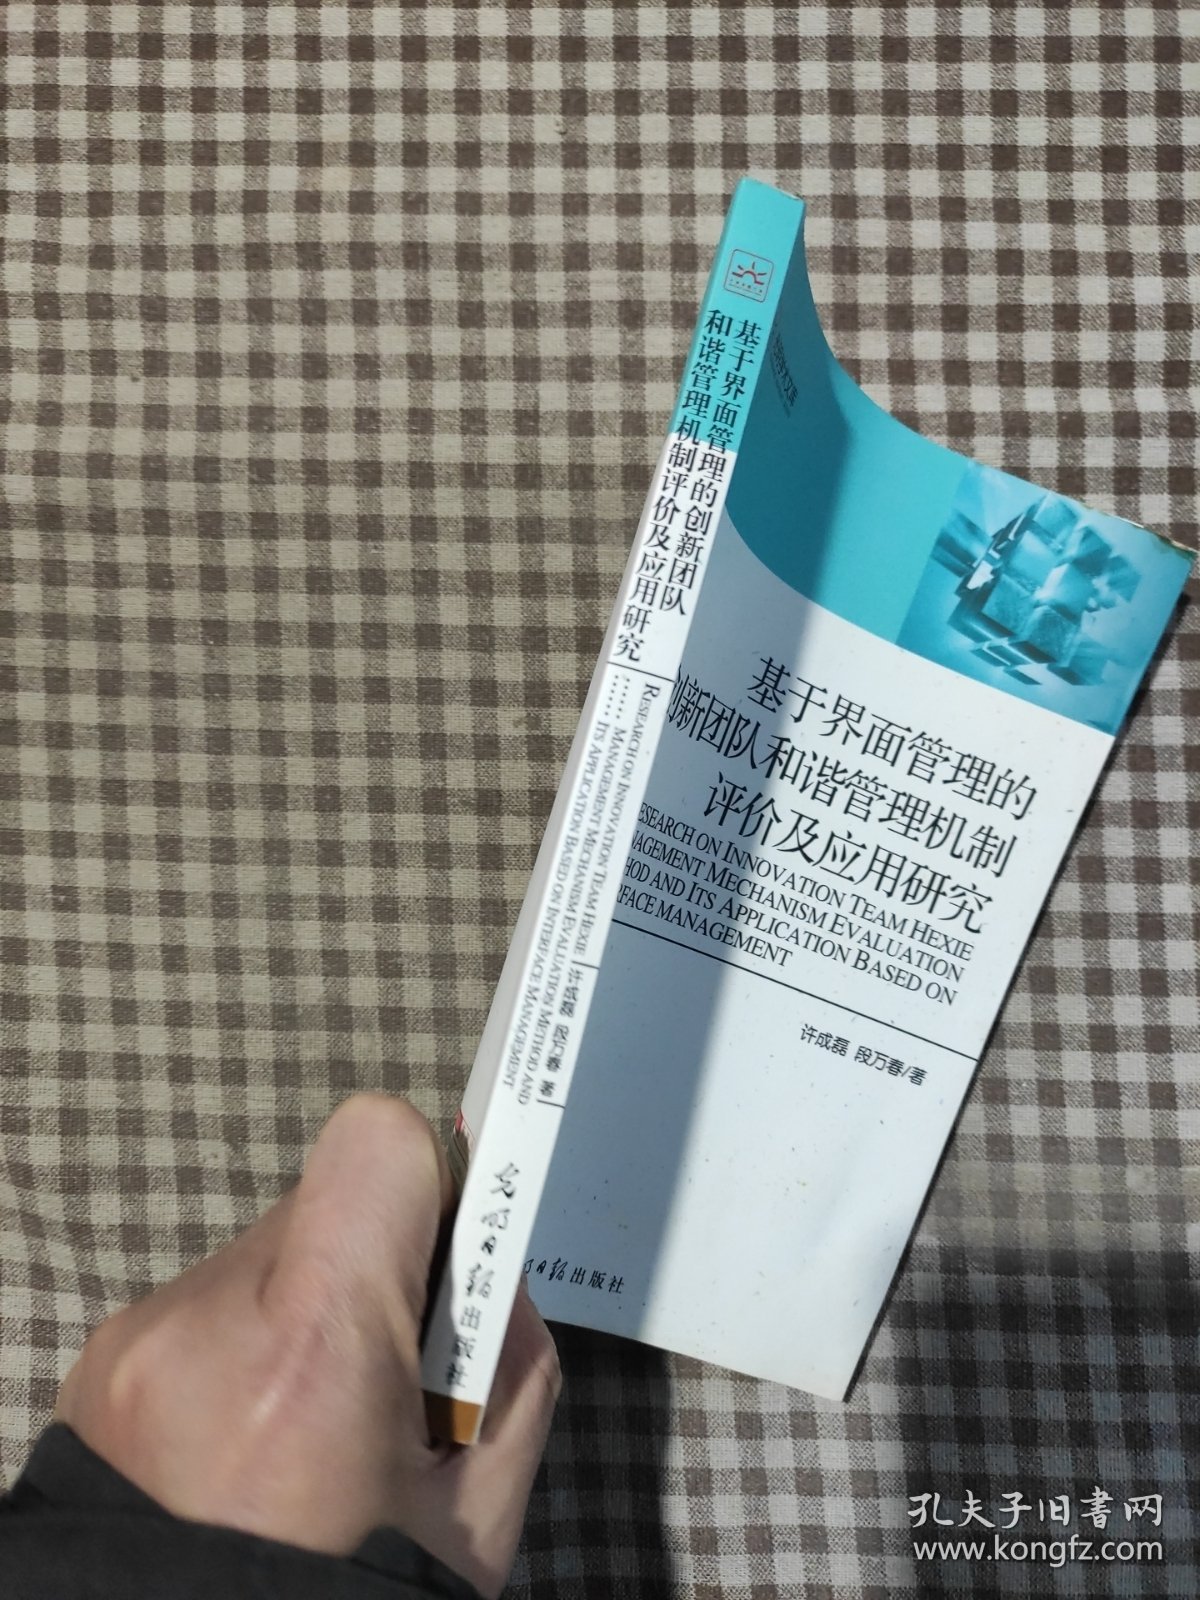 基于界面管理的创新团队
和谐管理机制评价及应用研究
RESEARCH ON INNOVATION TEAM HEXIE
MANAGEMENT MECHANISM EVALUATION METHOD AND
ITS APPLICATION BASED ON INTERFACE MANAGEMENT
许成磊 段万春 著
光明日报出版社
基于界面管理的
创新团队和谐管理机制
评价及应用研究
ESEARCH ON INNOVATION TEAM HEXIE
NAGEMENT MECHANISM EVALUATION
HOD AND ITS APPLICATION BASED ON
RFACE MANAGEMENT
许成磊 段万春/著
明日报出版社
孔夫子旧書网
www.kongfz.com